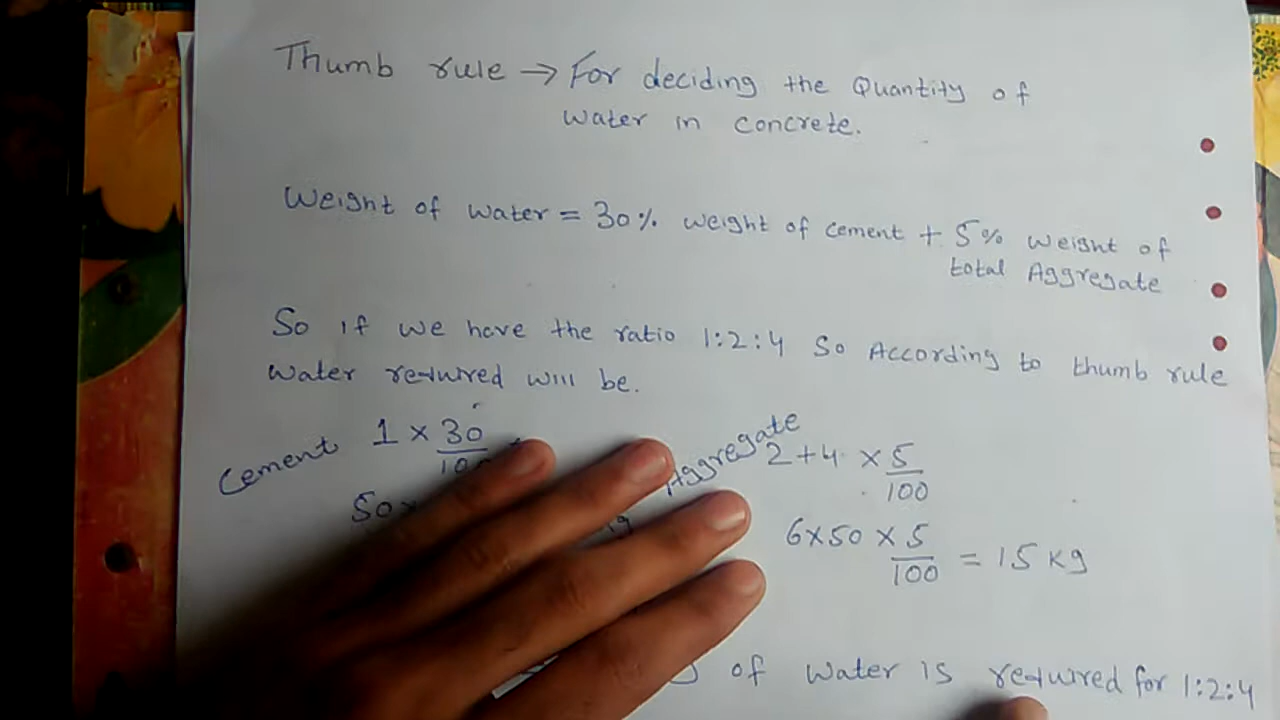 Thumb rule → For deciding the Quantity of
water in concrete.
Weight of water = 30% weight of cement + 5% weight of
total Aggregate
So if we have the ratio 1:2:4 So According to thumb rule
water required will be.
Cement 1 × 30/100
50×
Aggregate 2+4 × 5/100
6×50 × 5/100 = 15 kg
of water is required for 1:2:4